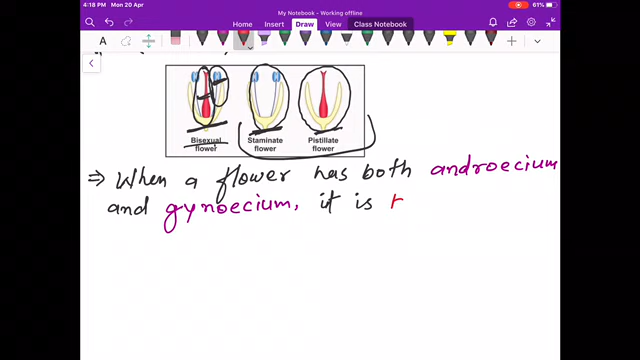 4:18 PM Mon 20 Apr
My Notebook - Working offline
61%
Home Insert Draw View Class Notebook
A
Bisexual flower
Staminate flower
Pistillate flower
⇒ When a flower has both androecium
and gynoecium, it is